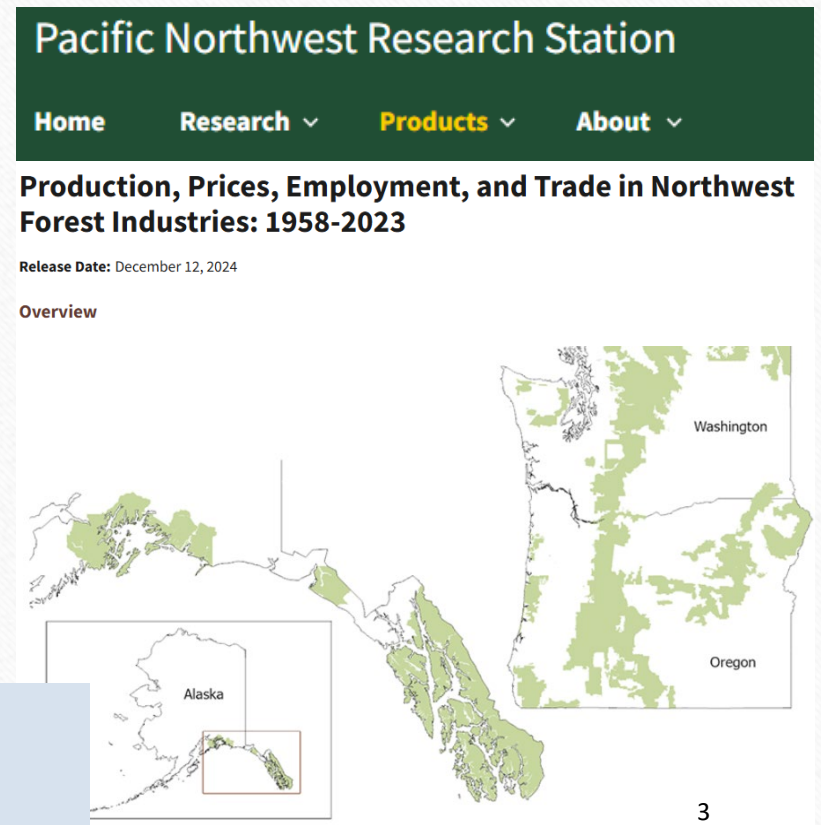 Pacific Northwest Research Station
Home Research Products About
Production, Prices, Employment, and Trade in Northwest
Forest Industries: 1958-2023
Release Date: December 12, 2024
Overview
Washington
Oregon
Alaska
3